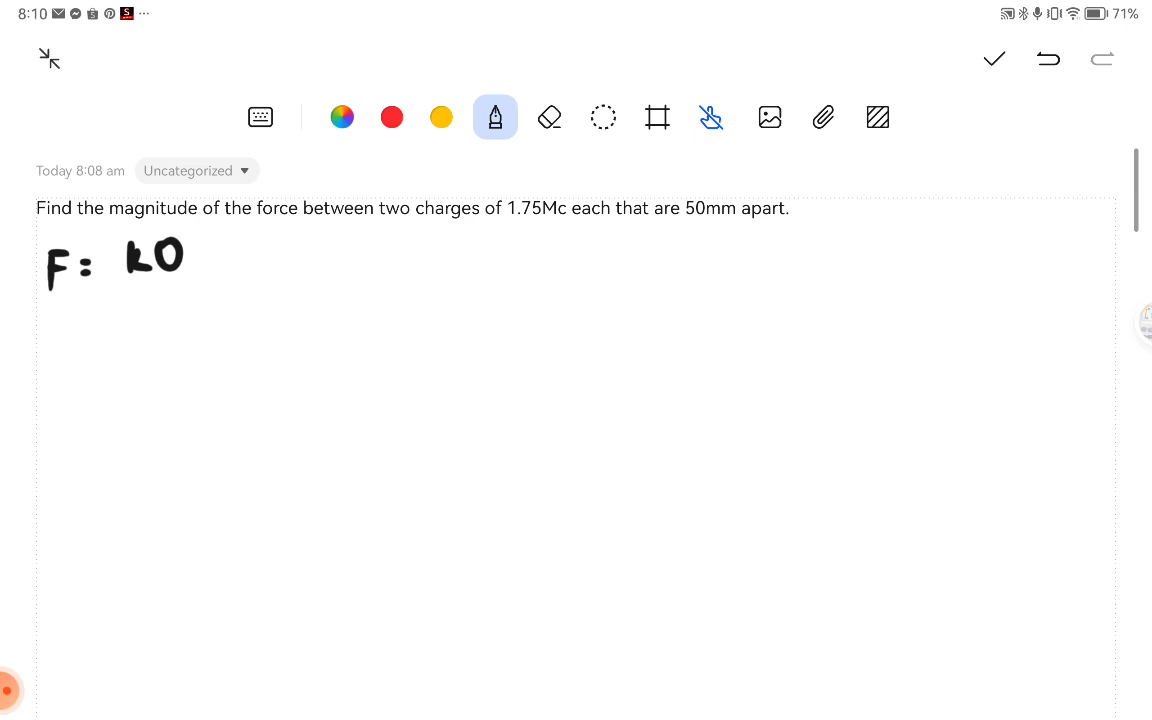 8:10 71%
Today 8:08 am Uncategorized
Find the magnitude of the force between two charges of 1.75Mc each that are 50mm apart.
F= kO